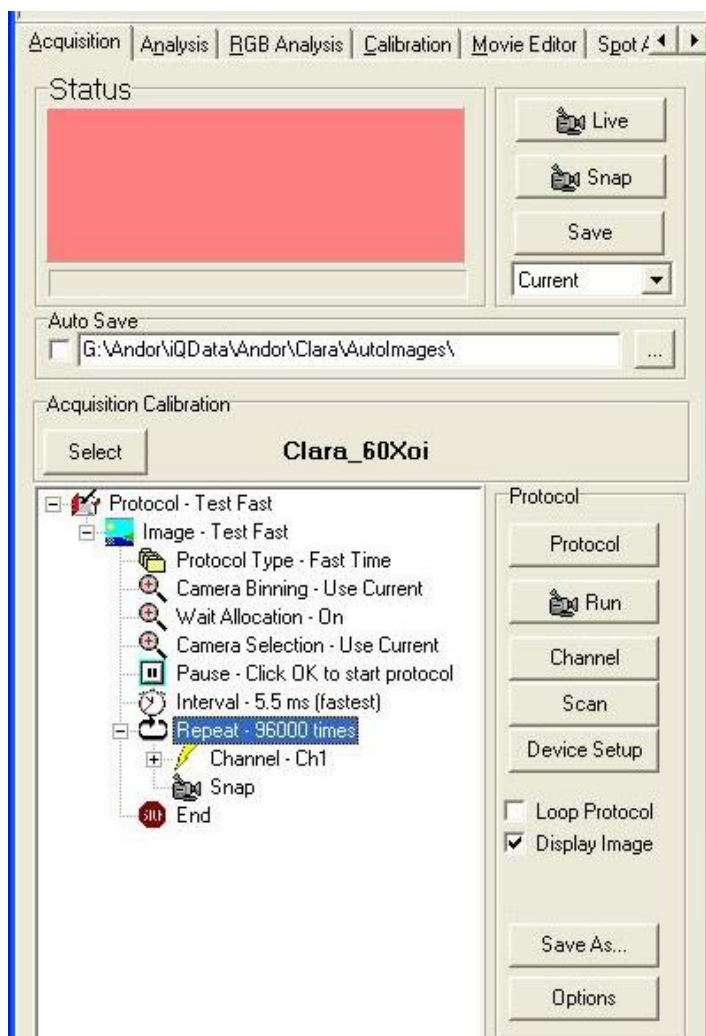 Acquisition Analysis RGB Analysis Calibration Movie Editor Spot
Status
Live
Snap
Save
Current
Auto Save
G:\Andor\iQData\Andor\Clara\AutoImages\
...
Acquisition Calibration
Select
Clara_60Xoi
Protocol - Test Fast
Image - Test Fast
Protocol Type - Fast Time
Camera Binning - Use Current
Wait Allocation - On
Camera Selection - Use Current
Pause - Click OK to start protocol
Interval - 5.5 ms (fastest)
Repeat - 96000 times
Channel - Ch1
Snap
End
Protocol
Protocol
Run
Channel
Scan
Device Setup
Loop Protocol
Display Image
Save As...
Options